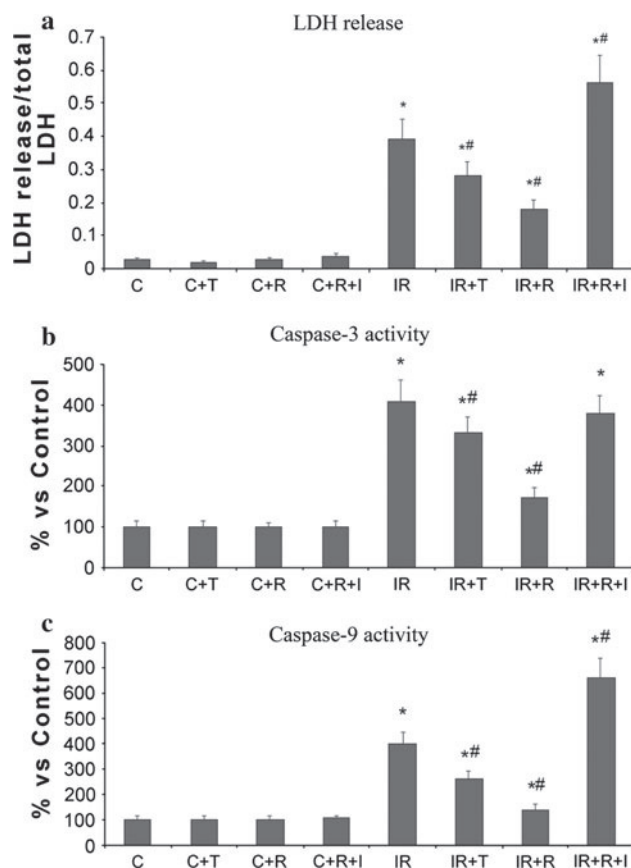 a
LDH release
LDH release/total
LDH
0.7
0.6
0.5
0.4
0.3
0.2
0.1
0
*
*#
*#
*#
C C+T C+R C+R+I IR IR+T IR+R IR+R+I
b
Caspase-3 activity
% vs Control
500
400
300
200
100
0
*
*#
*#
*
C C+T C+R C+R+I IR IR+T IR+R IR+R+I
c
Caspase-9 activity
% vs Control
800
700
600
500
400
300
200
100
0
*
*#
*#
*#
C C+T C+R C+R+I IR IR+T IR+R IR+R+I